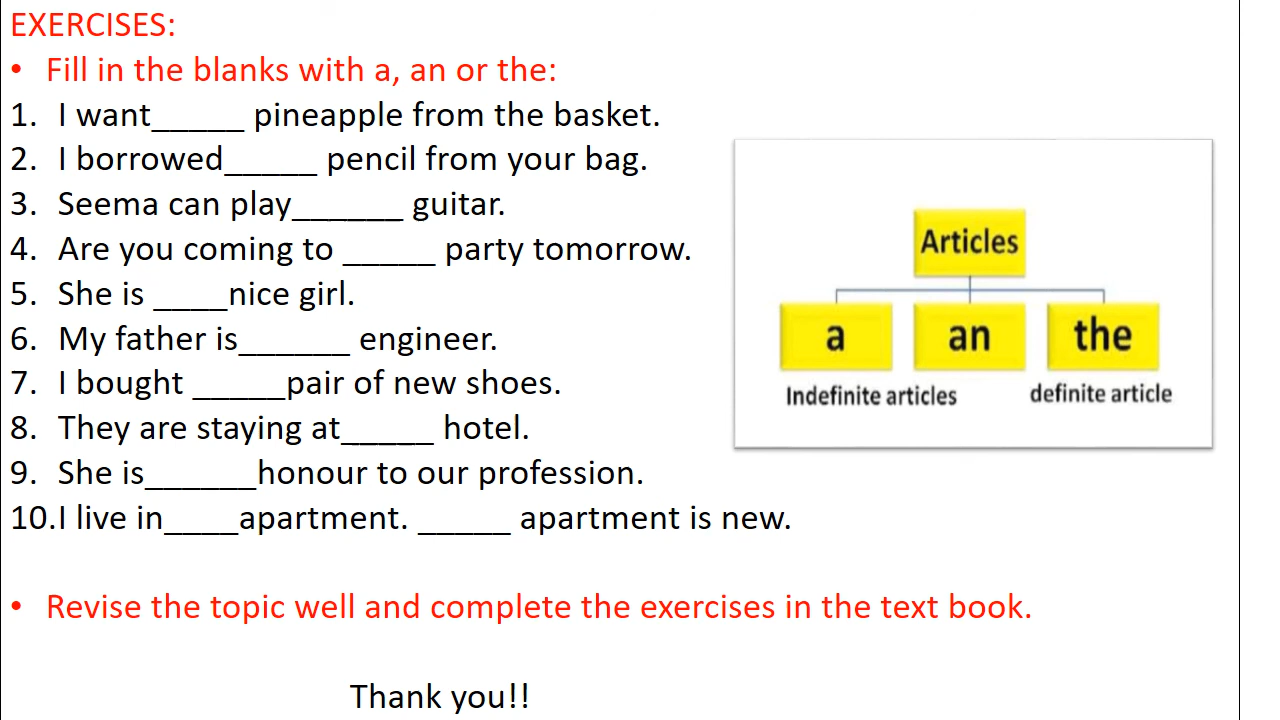 EXERCISES:
• Fill in the blanks with a, an or the:
1. I want_____ pineapple from the basket.
2. I borrowed_____ pencil from your bag.
3. Seema can play______ guitar.
4. Are you coming to _____ party tomorrow.
5. She is ____nice girl.
6. My father is______ engineer.
7. I bought _____pair of new shoes.
8. They are staying at_____ hotel.
9. She is______honour to our profession.
10.I live in____apartment. _____ apartment is new.
Articles
a an the
Indefinite articles definite article
• Revise the topic well and complete the exercises in the text book.
Thank you!!